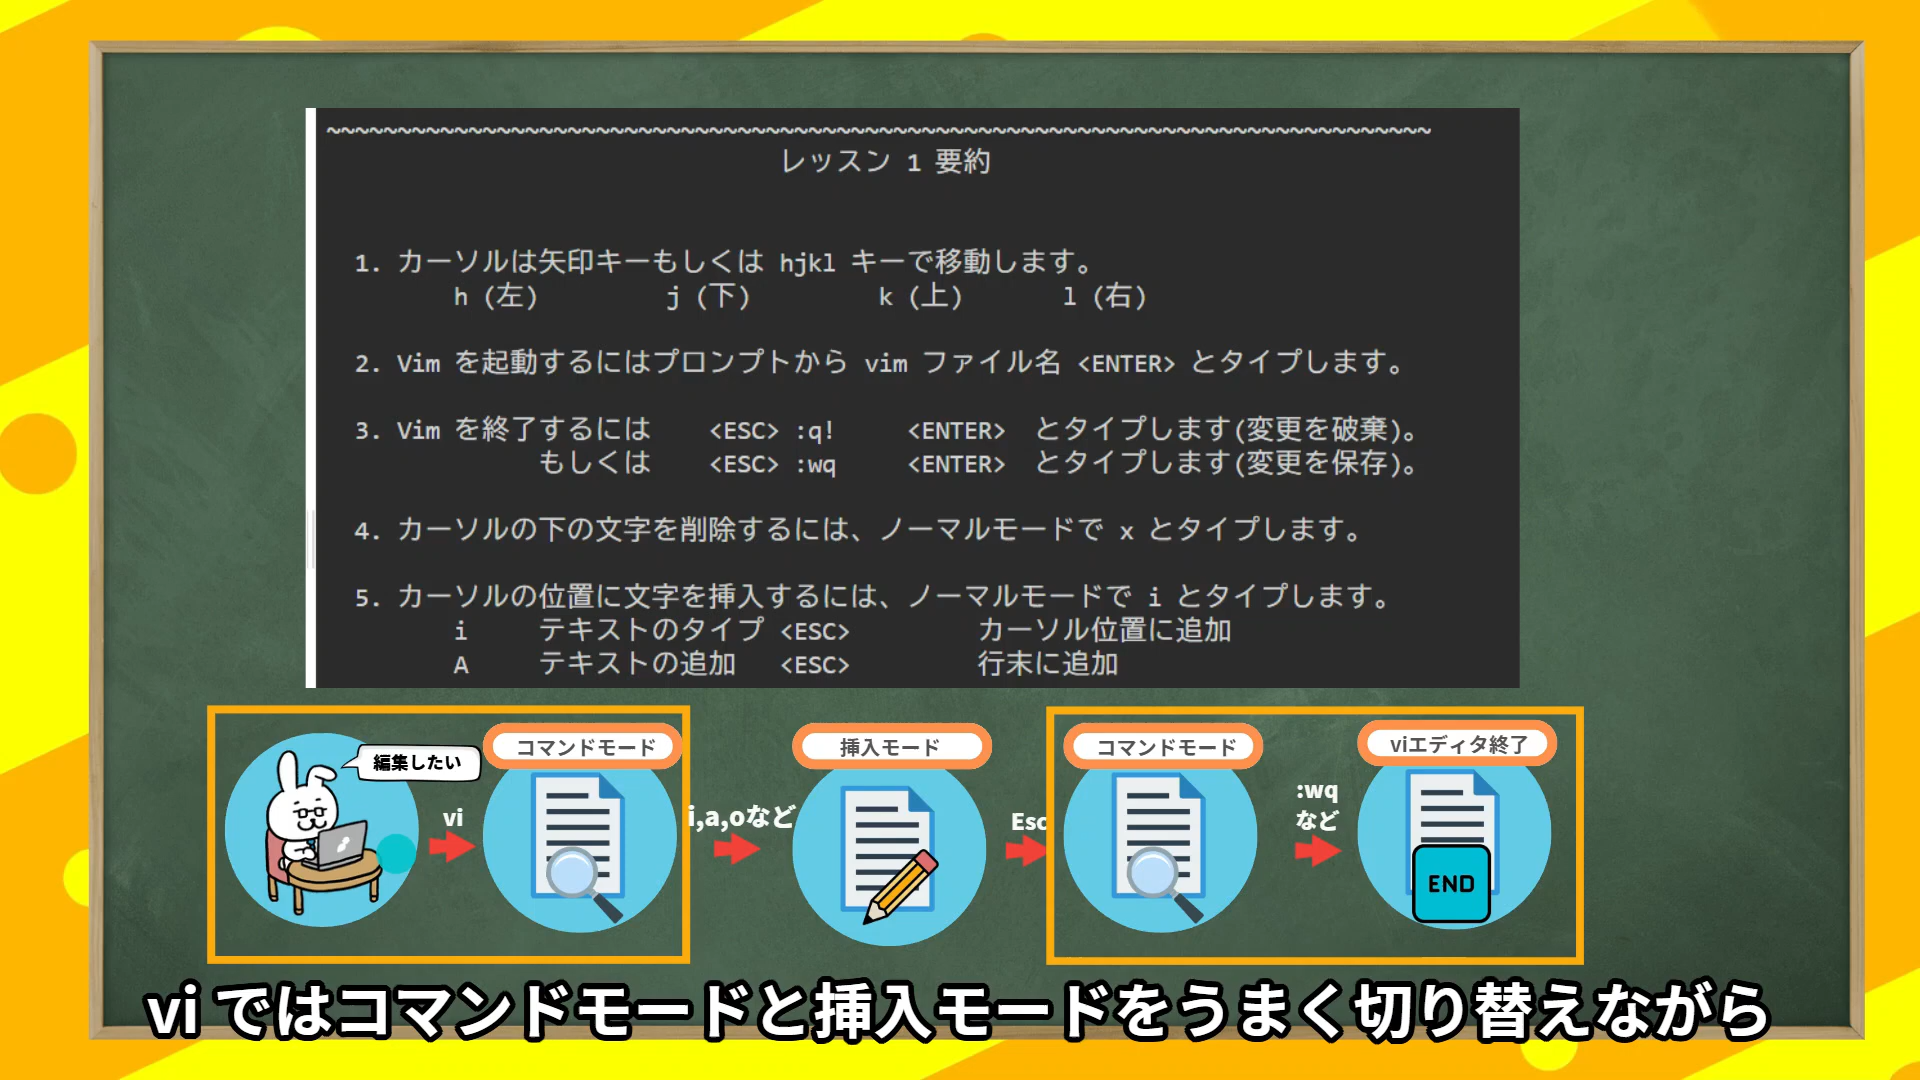 ~~~~~~~~~~~~~~~~~~~~~~~~~~~~~~~~~~~~~~~~~~~~~~~~~~~~~~~~~~~~~~~~~~~~~~~~~~~~~~
レッスン 1 要約
1. カーソルは矢印キーもしくは hjkl キーで移動します。
h (左) j (下) k (上) l (右)
2. Vim を起動するにはプロンプトから vim ファイル名 <ENTER> とタイプします。
3. Vim を終了するには <ESC> :q! <ENTER> とタイプします(変更を破棄)。
もしくは <ESC> :wq <ENTER> とタイプします(変更を保存)。
4. カーソルの下の文字を削除するには、ノーマルモードで x とタイプします。
5. カーソルの位置に文字を挿入するには、ノーマルモードで i とタイプします。
i テキストのタイプ <ESC> カーソル位置に追加
A テキストの追加 <ESC> 行末に追加
編集したい
vi
コマンドモード
i,a,oなど
挿入モード
Esc
コマンドモード
:wq
など
viエディタ終了
END
vi ではコマンドモードと挿入モードをうまく切り替えながら